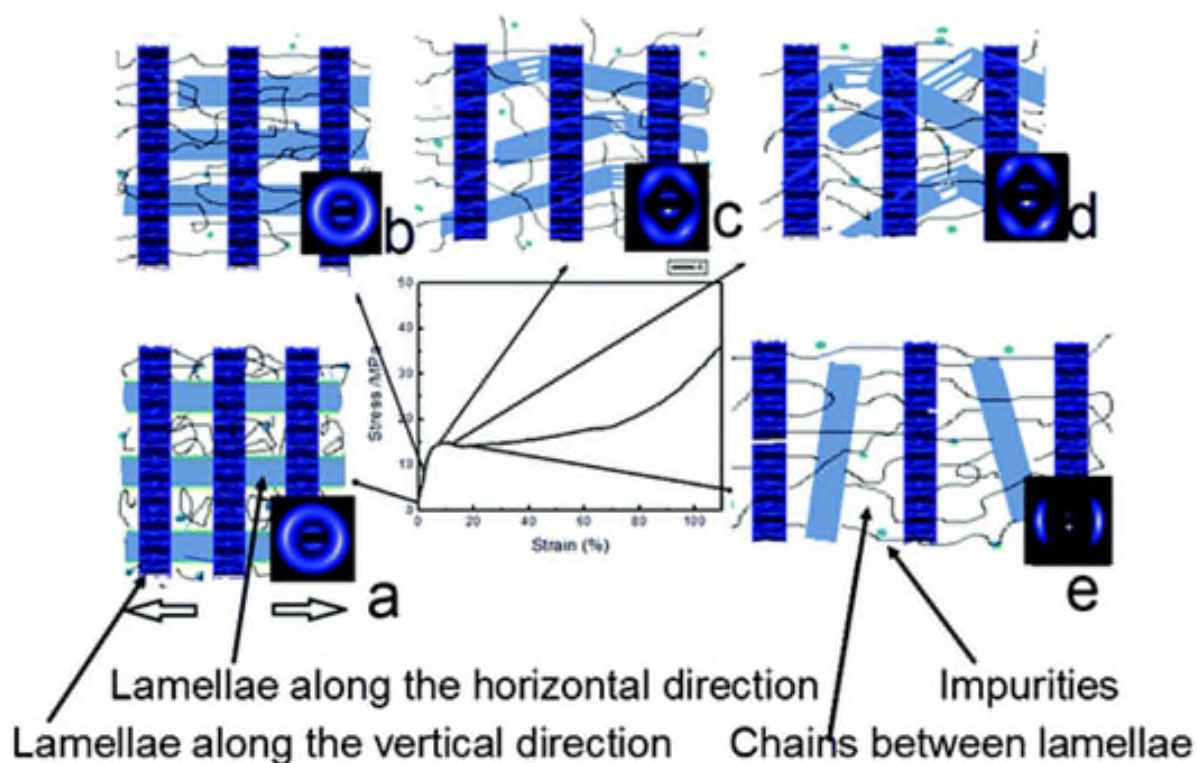 b
c
d
50
40
30
20
10
0
Stress /MPa
0
20
40
60
80
100
Strain (%)
a
e
Lamellae along the horizontal direction
Impurities
Lamellae along the vertical direction
Chains between lamellae